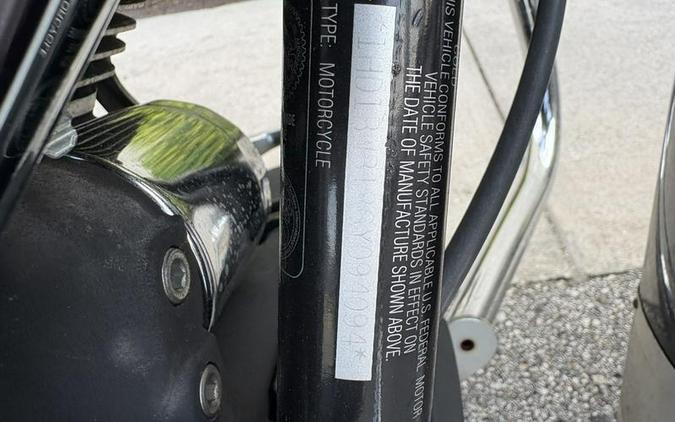 TYPE: MOTORCYCLE
THIS VEHICLE CONFORMS TO ALL APPLICABLE U.S. FEDERAL MOTOR
VEHICLE SAFETY STANDARDS IN EFFECT ON
THE DATE OF MANUFACTURE SHOWN ABOVE.